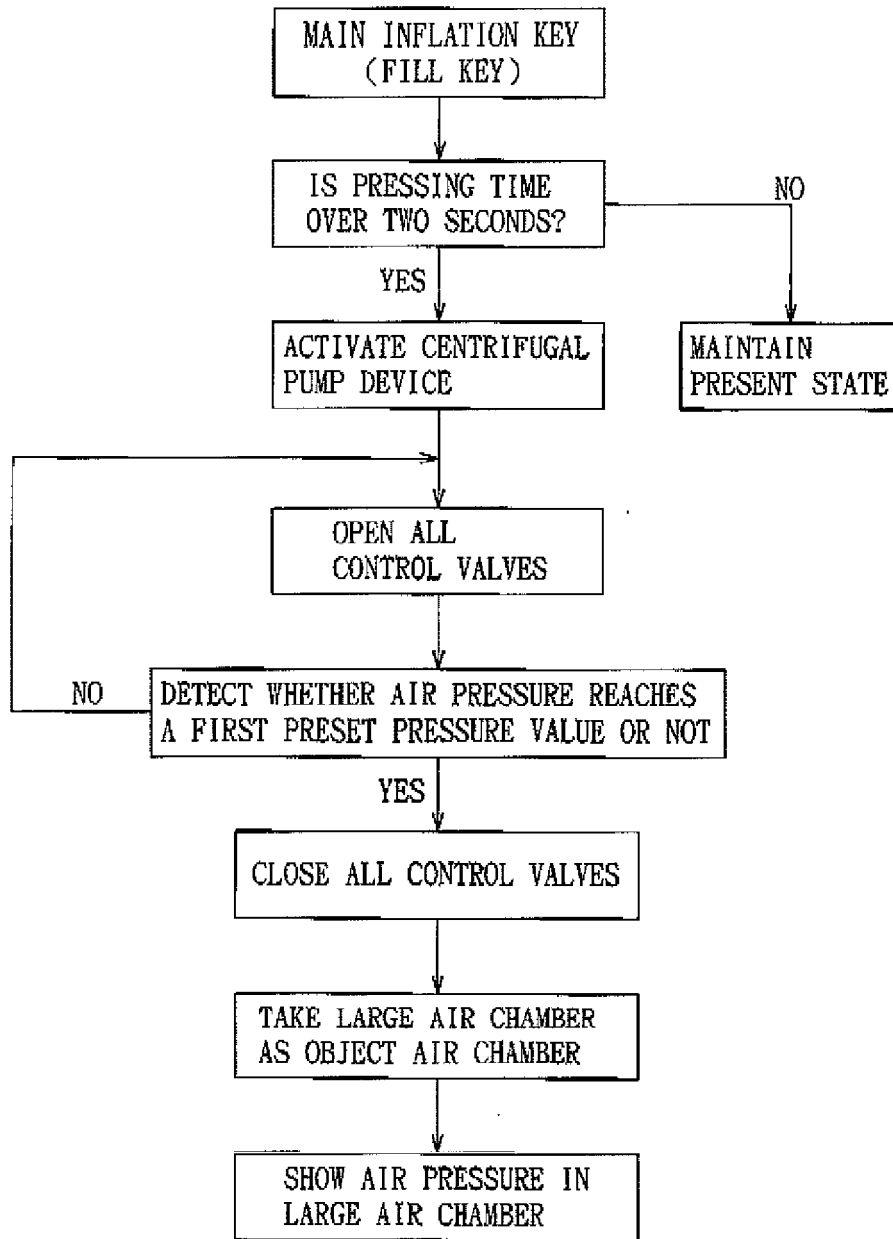 MAIN INFLATION KEY
(FILL KEY)
IS PRESSING TIME
OVER TWO SECONDS?
NO
YES
ACTIVATE CENTRIFUGAL
PUMP DEVICE
MAINTAIN
PRESENT STATE
OPEN ALL
CONTROL VALVES
NO
DETECT WHETHER AIR PRESSURE REACHES
A FIRST PRESET PRESSURE VALUE OR NOT
YES
CLOSE ALL CONTROL VALVES
TAKE LARGE AIR CHAMBER
AS OBJECT AIR CHAMBER
SHOW AIR PRESSURE IN
LARGE AIR CHAMBER